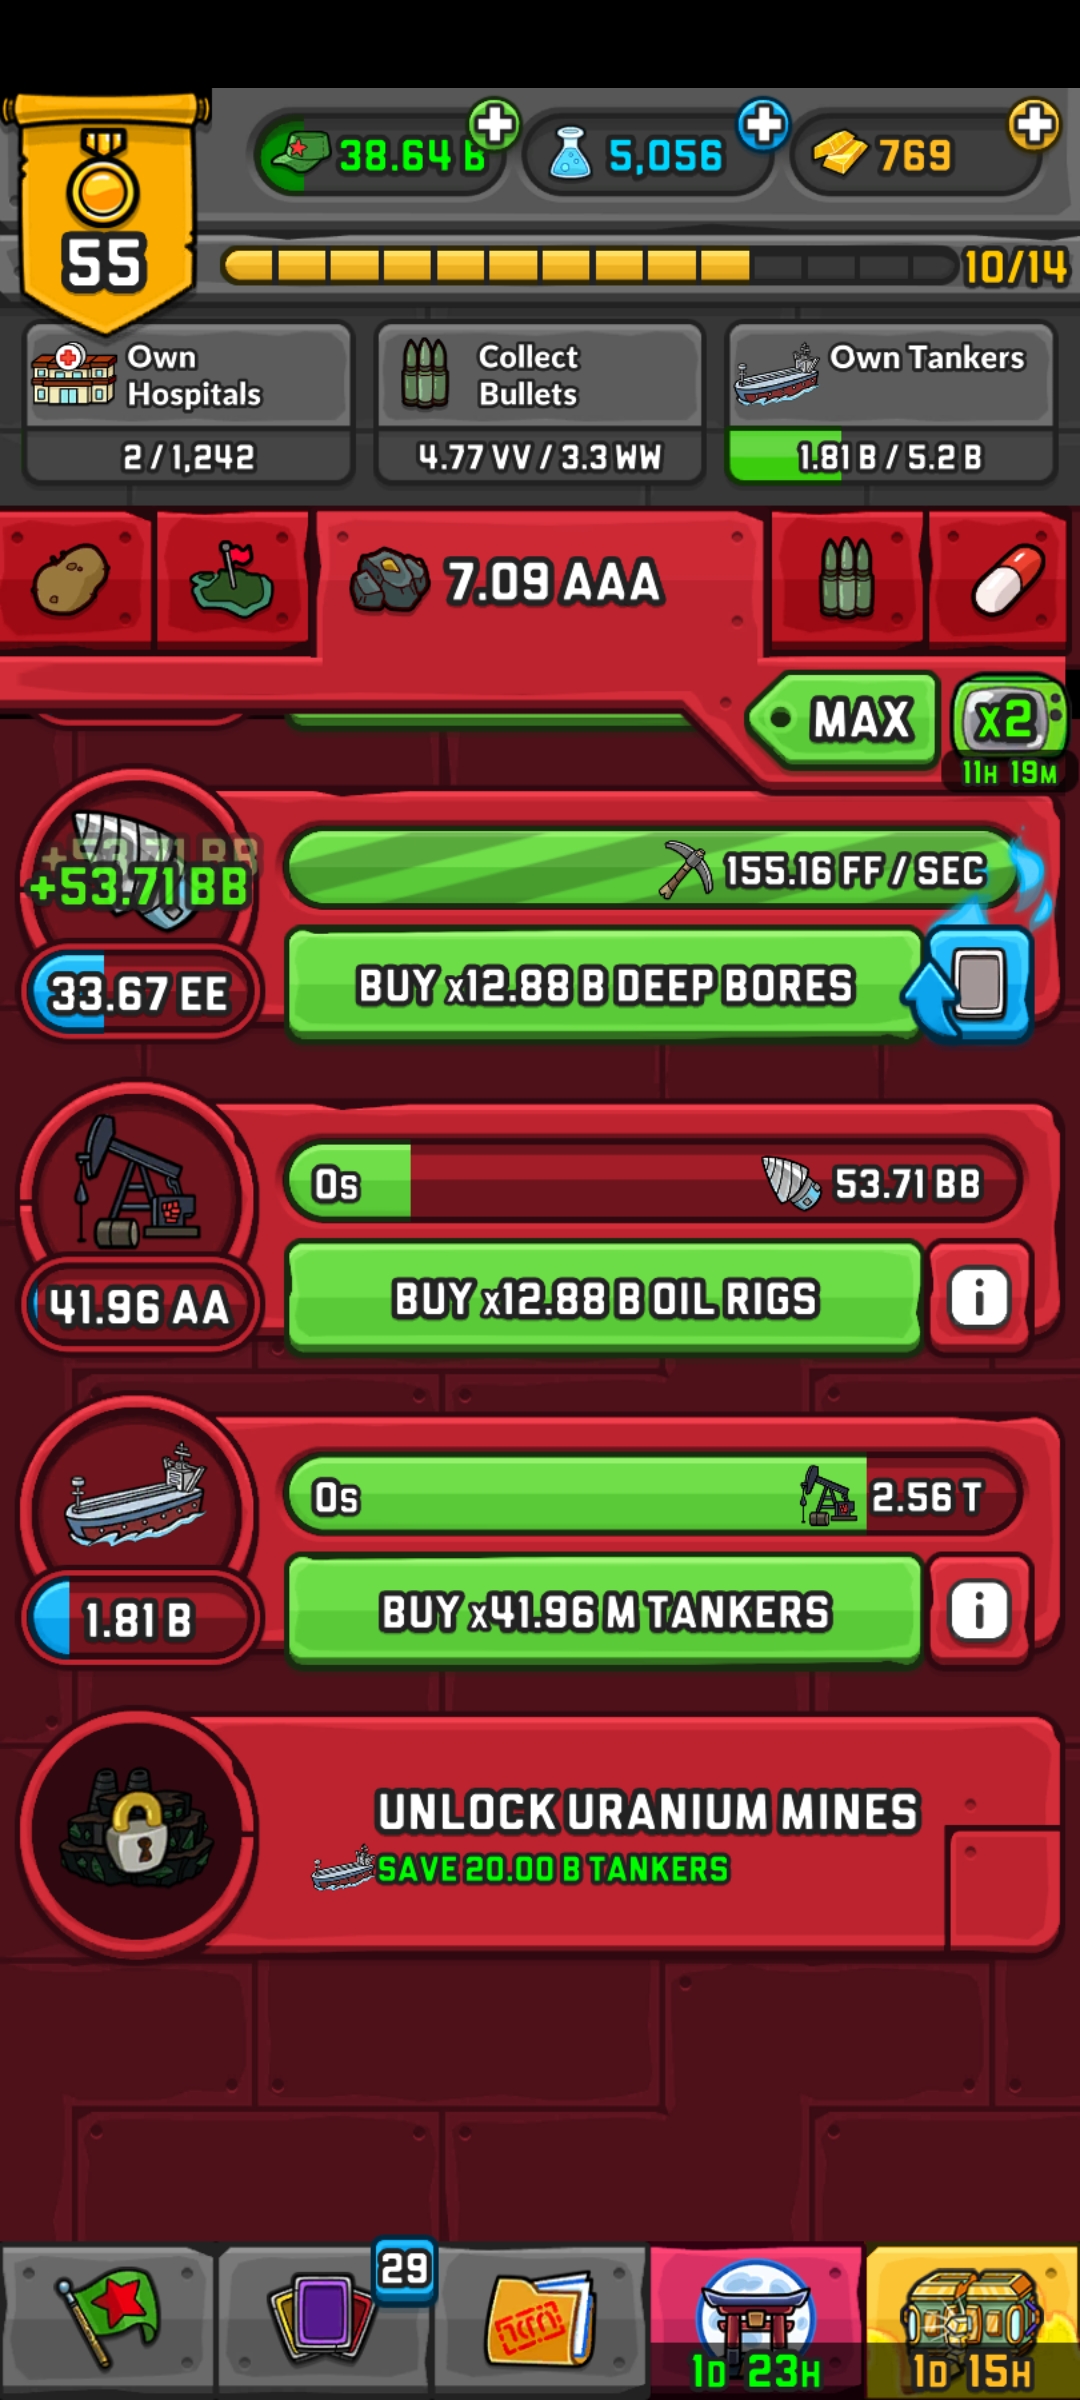 38.64 B
5,056
769
55
10/14
Own
Hospitals
2 / 1,242
Collect
Bullets
4.77 VV / 3.3 WW
Own Tankers
1.81 B / 5.2 B
7.09 AAA
MAX
x2
11H 19M
+53.71 BB
+53.71 BB
155.16 FF / SEC
33.67 EE
BUY x12.88 B DEEP BORES
0s
53.71 BB
41.96 AA
BUY x12.88 B OIL RIGS
i
0s
2.56 T
1.81 B
BUY x41.96 M TANKERS
i
UNLOCK URANIUM MINES
SAVE 20.00 B TANKERS
29
1D 23H
1D 15H